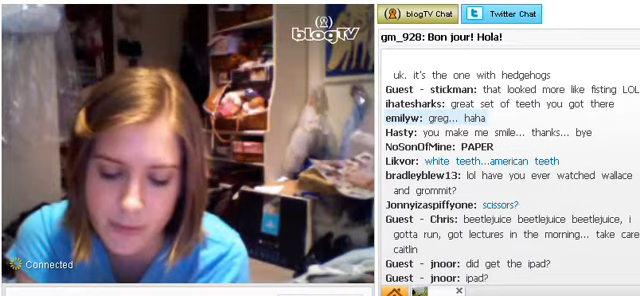 blogTV
Connected
blogTV Chat
Twitter Chat
gm_928: Bon jour! Hola!
uk. it's the one with hedgehogs
Guest - stickman: that looked more like fisting LOL
ihatesharks: great set of teeth you got there
emilyw: greg... haha
Hasty: you make me smile... thanks... bye
NoSonOfMine: PAPER
Likvor: white teeth...american teeth
bradleyblew13: lol have you ever watched wallace
and grommit?
Jonnyizaspiffyone: scissors?
Guest - Chris: beetlejuice beetlejuice beetlejuice, i
gotta run, got lectures in the morning... take care
caitlin
Guest - jnoor: did get the ipad?
Guest - jnoor: ipad?